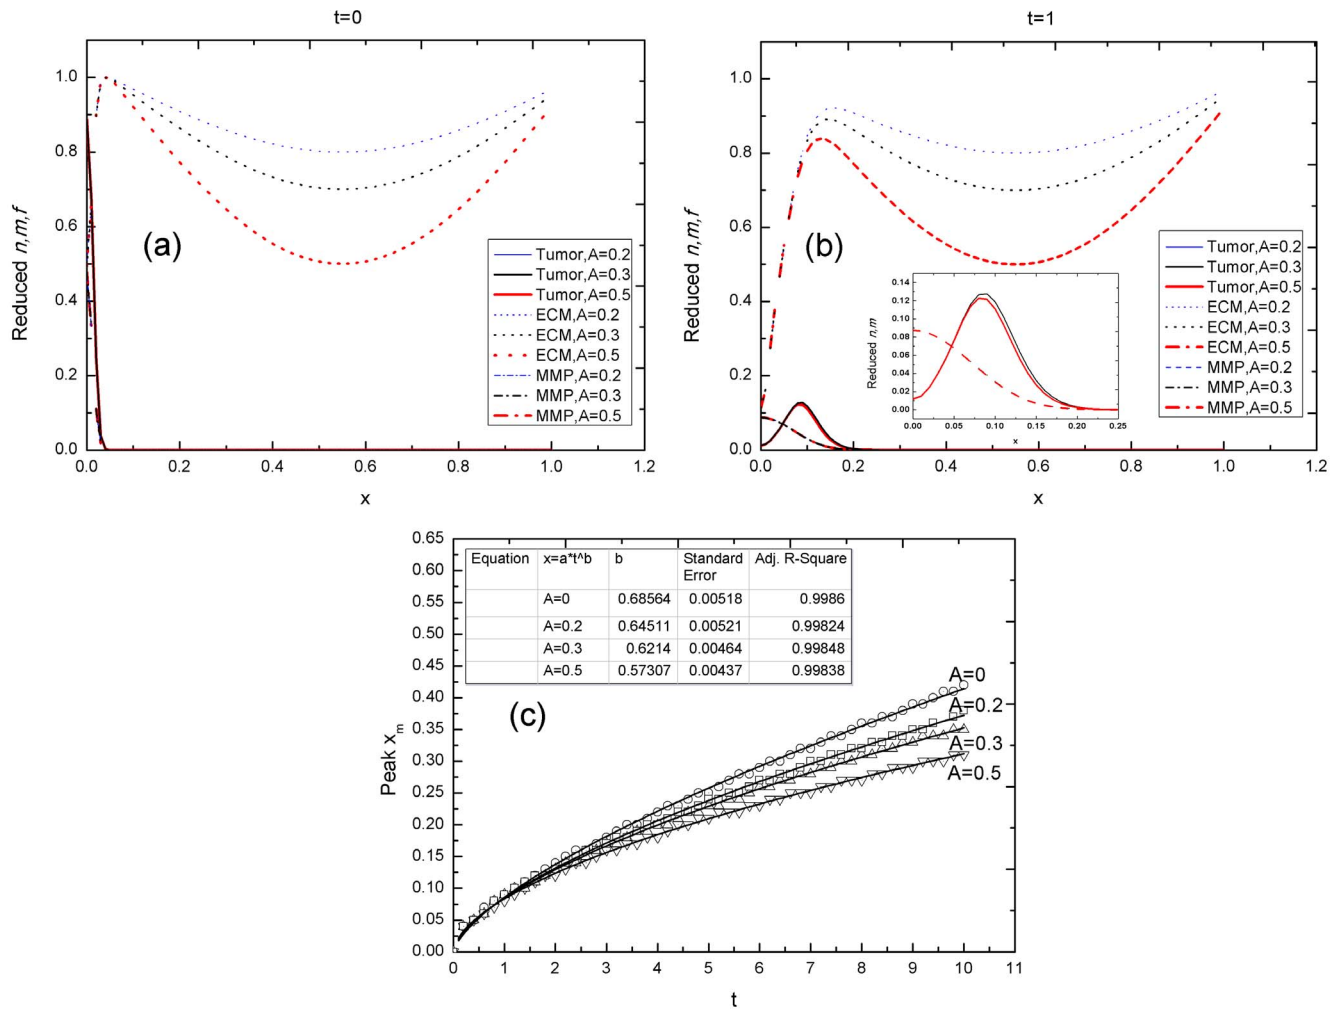 t=0
1.0
0.8
0.6
0.4
0.2
0.0
Reduced n,m,f
(a)
Tumor,A=0.2
Tumor,A=0.3
Tumor,A=0.5
ECM,A=0.2
ECM,A=0.3
ECM,A=0.5
MMP,A=0.2
MMP,A=0.3
MMP,A=0.5
0.0 0.2 0.4 0.6 0.8 1.0 1.2
x
t=1
1.0
0.8
0.6
0.4
0.2
0.0
Reduced n,m,f
(b)
Tumor,A=0.2
Tumor,A=0.3
Tumor,A=0.5
ECM,A=0.2
ECM,A=0.3
ECM,A=0.5
MMP,A=0.2
MMP,A=0.3
MMP,A=0.5
0.14
0.12
0.10
0.08
0.06
0.04
0.02
0.00
Reduced n,m
0.00 0.05 0.10 0.15 0.20 0.25
x
0.0 0.2 0.4 0.6 0.8 1.0 1.2
x
0.65
0.60
0.55
0.50
0.45
0.40
0.35
0.30
0.25
0.20
0.15
0.10
0.05
0.00
Peak xm
Equation x=a*t^b b Standard Error Adj. R-Square
A=0 0.68564 0.00518 0.9986
A=0.2 0.64511 0.00521 0.99824
A=0.3 0.6214 0.00464 0.99848
A=0.5 0.57307 0.00437 0.99838
(c)
A=0
A=0.2
A=0.3
A=0.5
0 1 2 3 4 5 6 7 8 9 10 11
t